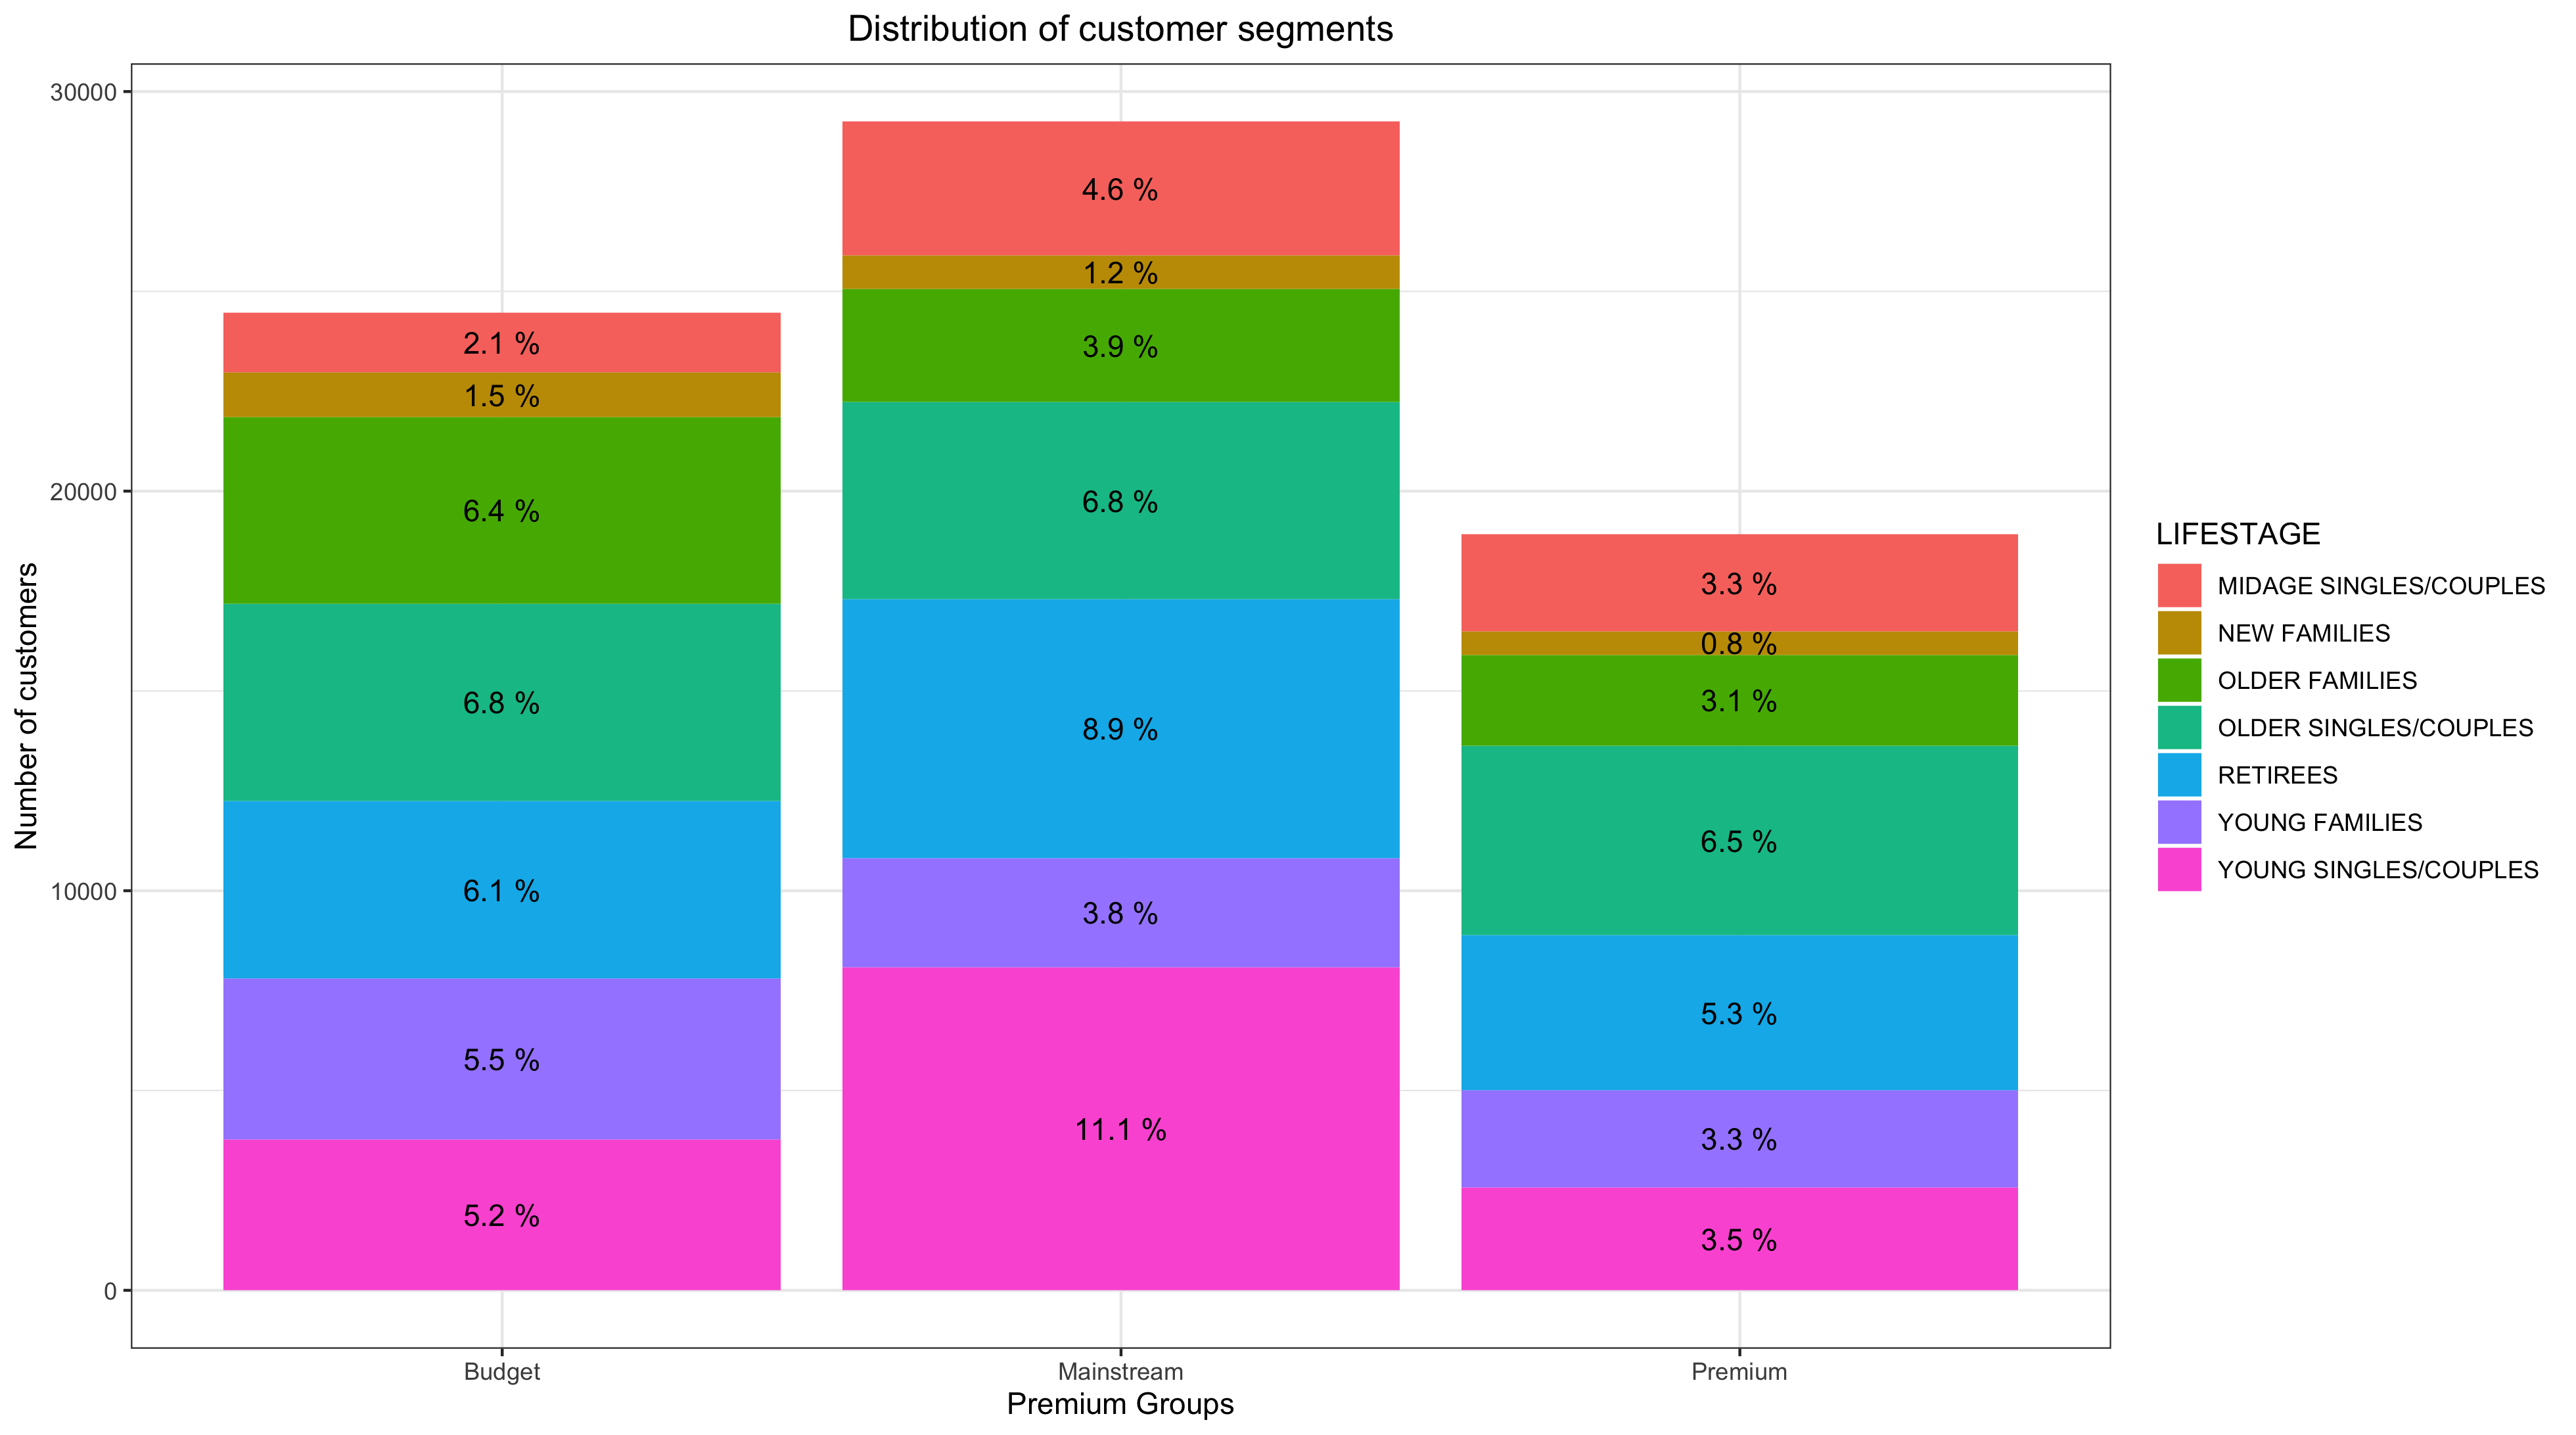 Distribution of customer segments
Number of customers
30000
20000
10000
0
2.1 %
1.5 %
6.4 %
6.8 %
6.1 %
5.5 %
5.2 %
4.6 %
1.2 %
3.9 %
6.8 %
8.9 %
3.8 %
11.1 %
3.3 %
0.8 %
3.1 %
6.5 %
5.3 %
3.3 %
3.5 %
Budget
Mainstream
Premium
Premium Groups
LIFESTAGE
MIDAGE SINGLES/COUPLES
NEW FAMILIES
OLDER FAMILIES
OLDER SINGLES/COUPLES
RETIREES
YOUNG FAMILIES
YOUNG SINGLES/COUPLES